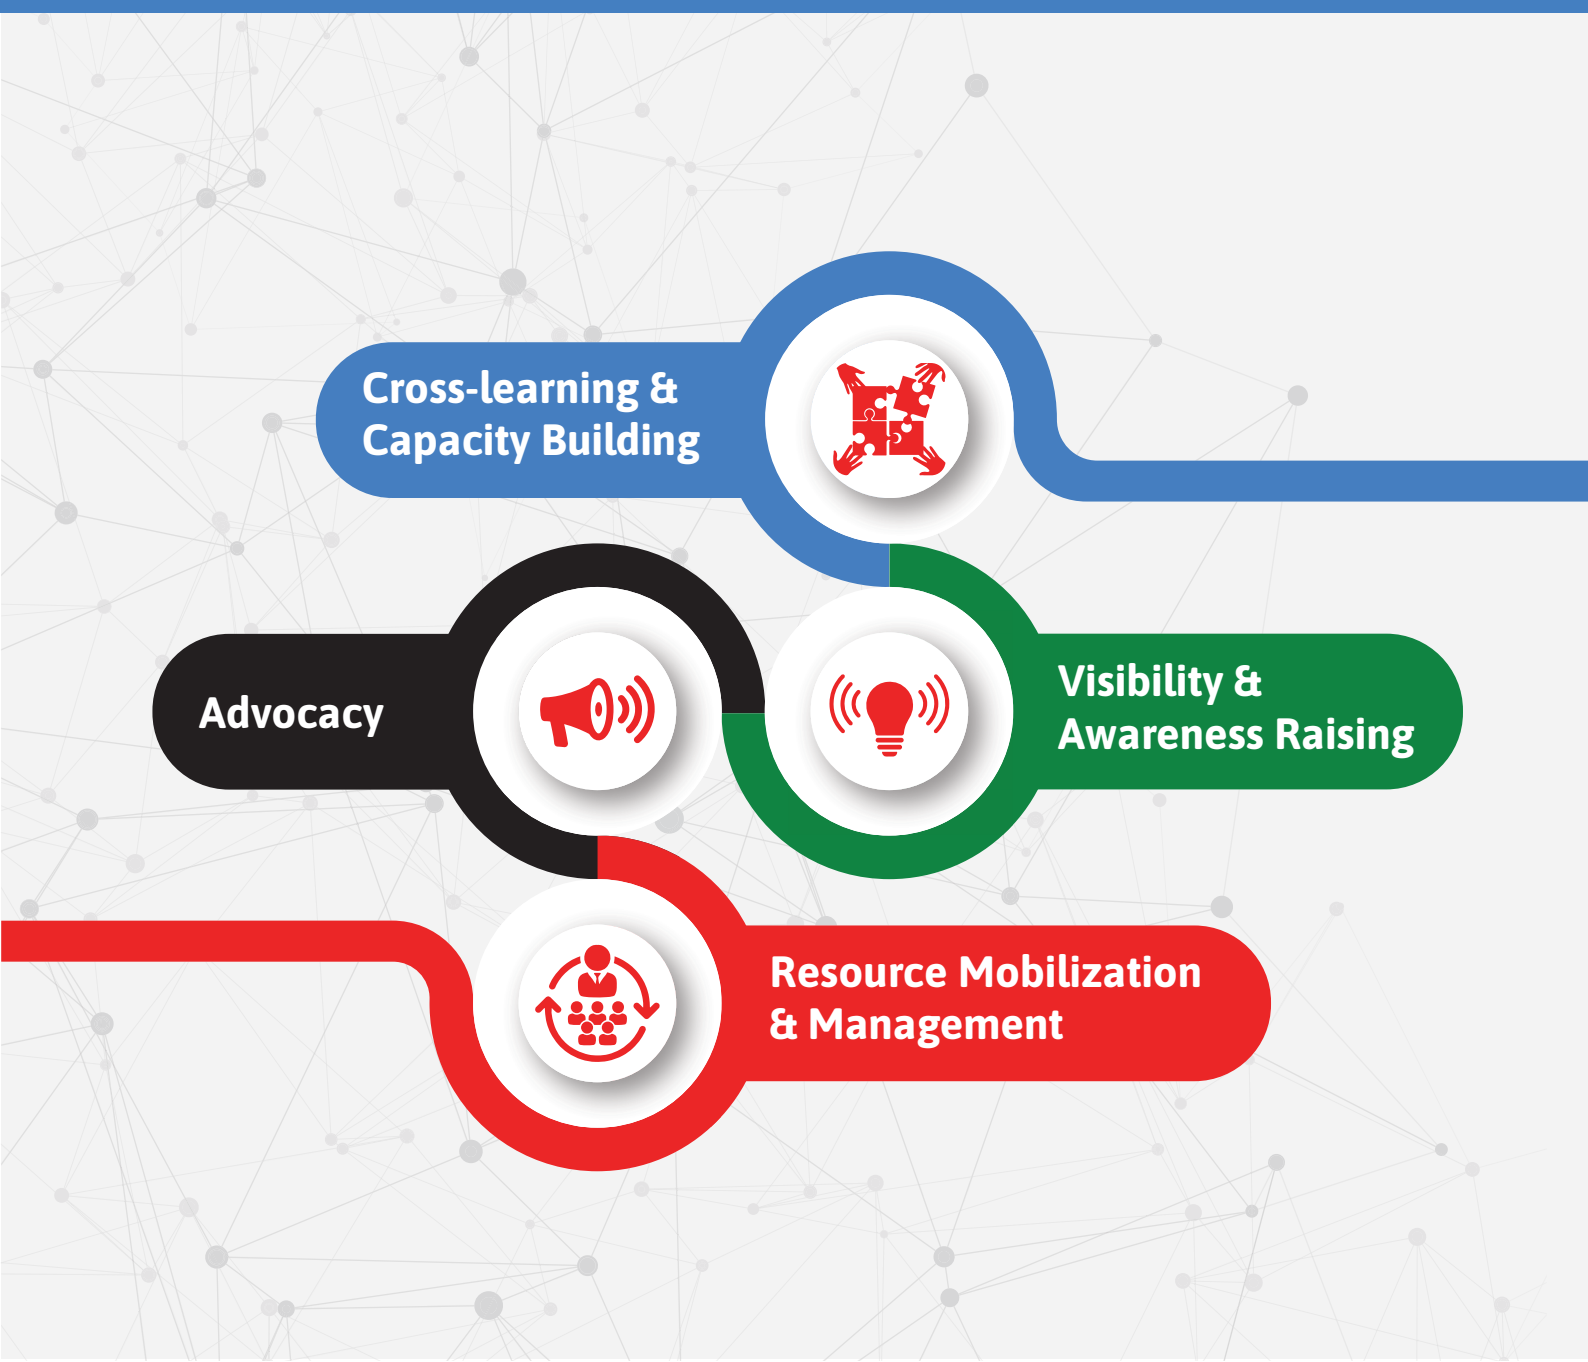 Cross-learning &
Capacity Building
Advocacy
Visibility &
Awareness Raising
Resource Mobilization
& Management